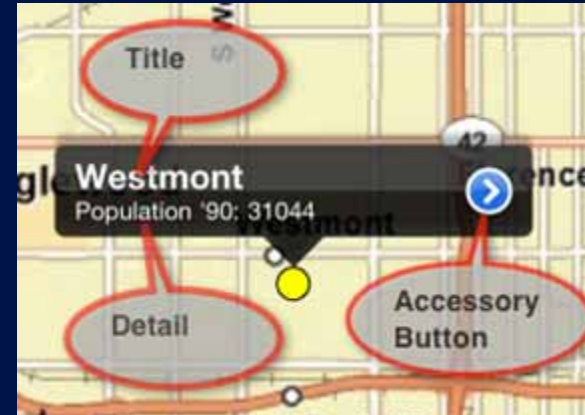 Title
S W
42
Westmont
Population '90: 31044
Westmont
Detail
Accessory
Button